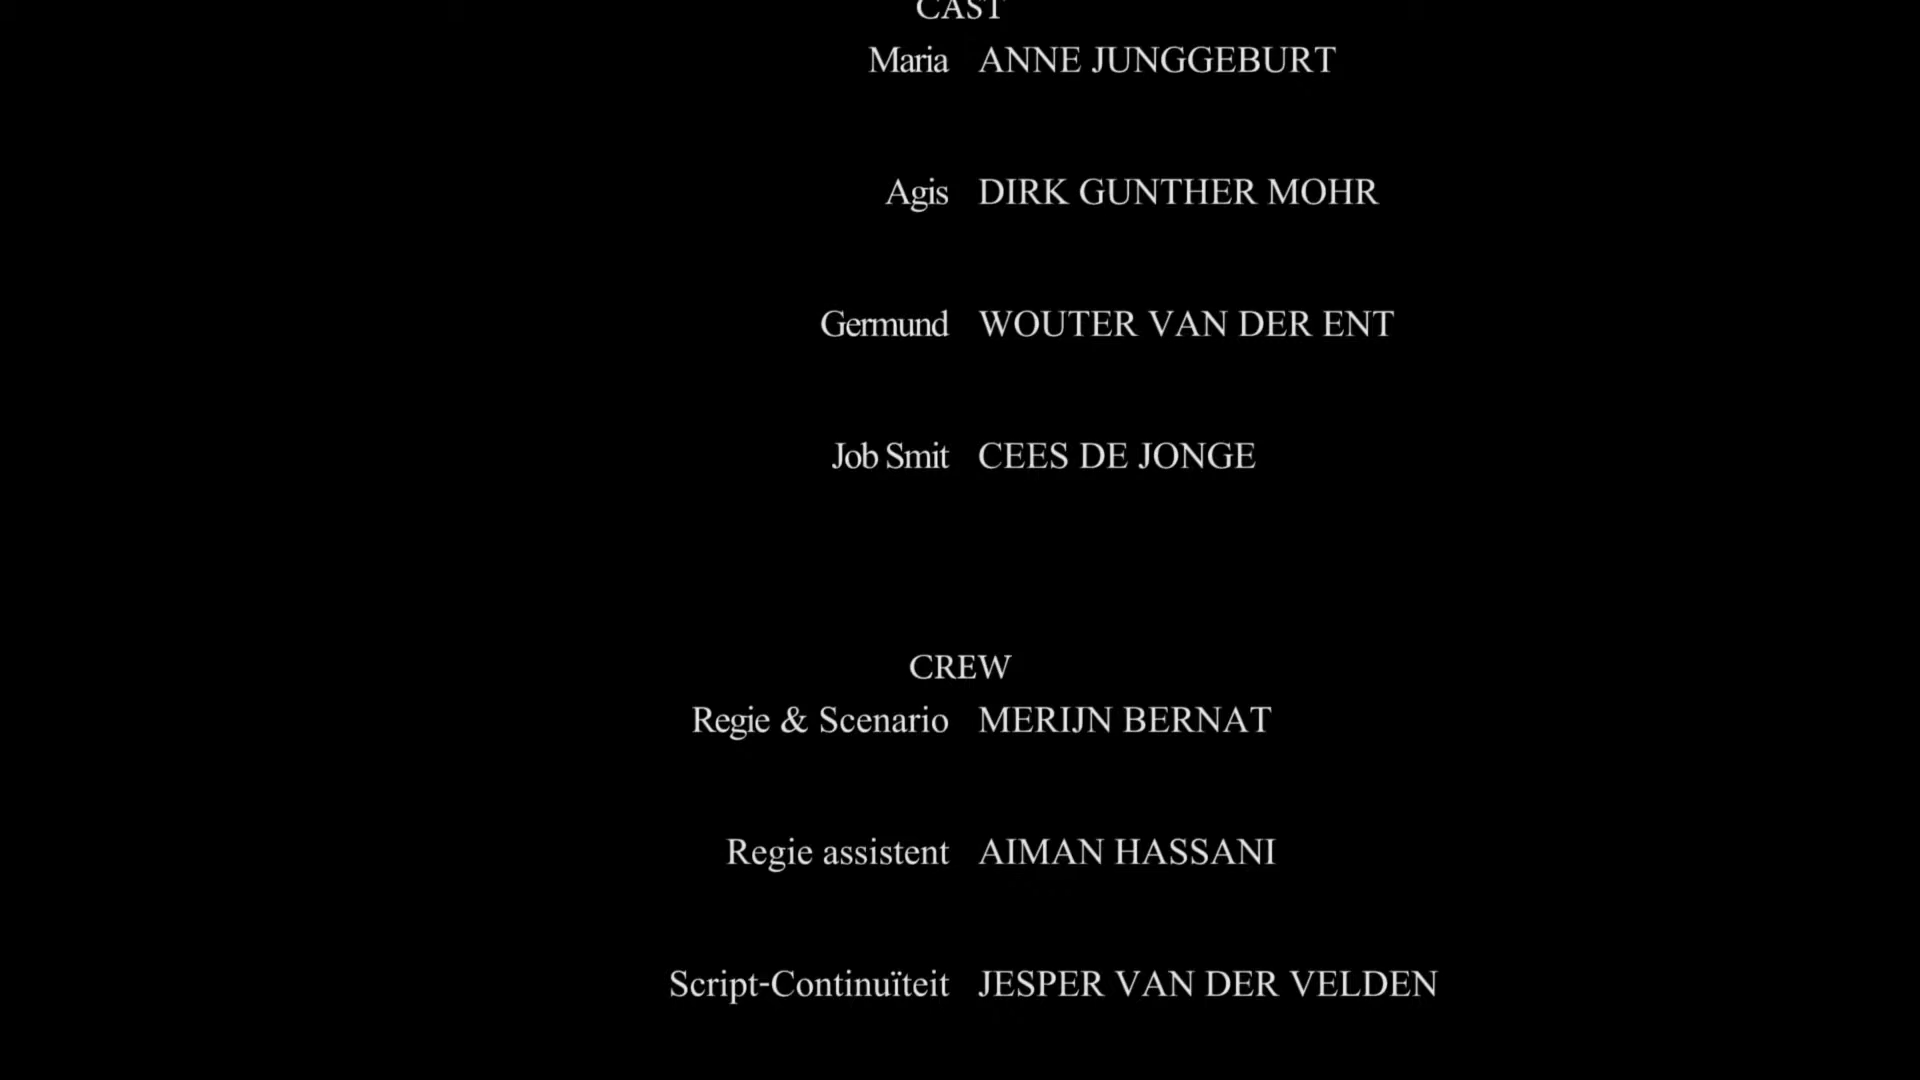 CAST
Maria ANNE JUNGGEBURT
Agis DIRK GUNTHER MOHR
Germund WOUTER VAN DER ENT
Job Smit CEES DE JONGE
CREW
Regie & Scenario MERIJN BERNAT
Regie assistent AIMAN HASSANI
Script-Continuïteit JESPER VAN DER VELDEN